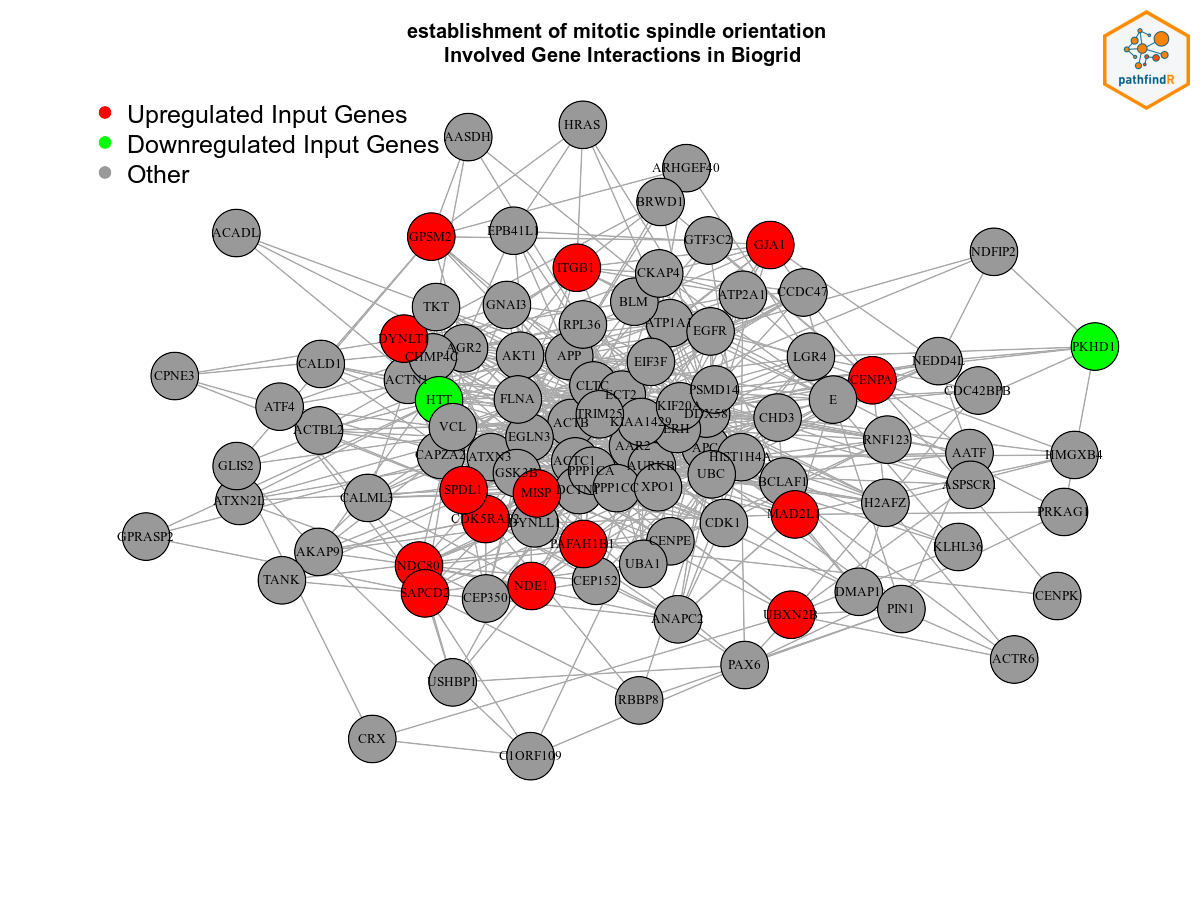 establishment of mitotic spindle orientation
Involved Gene Interactions in Biogrid
pathfindR
Upregulated Input Genes
Downregulated Input Genes
Other
HRAS
AASDH
ARHGEF40
BRWD1
ACADL
GPSM2
EPB41L1
GTF3C2
GJA1
NDFIP2
ITGB1
CKAP4
CCDC47
ATP2A1
BLM
GNAI3
TKT
RPL36
ATP1A1
EGFR
DYNLT1
PKHD1
AGR2
CHMP4C
AKT1
APP
LGR4
EIF3F
NEDD4L
CALD1
CPNE3
ACTN1
CENPA
CLTC
ECT2
PSMD14
CDC42BPB
HTT
FLNA
E
ATF4
KIF20A
TRIM25
DDX58
CHD3
KIAA1429
ACTB
VCL
ACTBL2
ERH
EGLN3
RNF123
AAR2
APC
AATF
CAPZA2
ATXN3
HIST1H4A
HMGXB4
ACTC1
GLIS2
AURKB
PPP1CA
GSK3B
UBC
BCLAF1
ASPSCR1
SPDL1
MISP
DCTN1
PPP1CC
XPO1
CALML3
ATXN2L
H2AFZ
PRKAG1
MAD2L1
DYNLL1
CDK1
GPRASP2
PAFAH1B1
CENPE
KLHL36
AKAP9
UBA1
NDC80
TANK
CEP152
NDE1
SAPCD2
CEP350
DMAP1
CENPK
PIN1
UBXN2B
ANAPC2
ACTR6
PAX6
USHBP1
RBBP8
CRX
C1ORF109